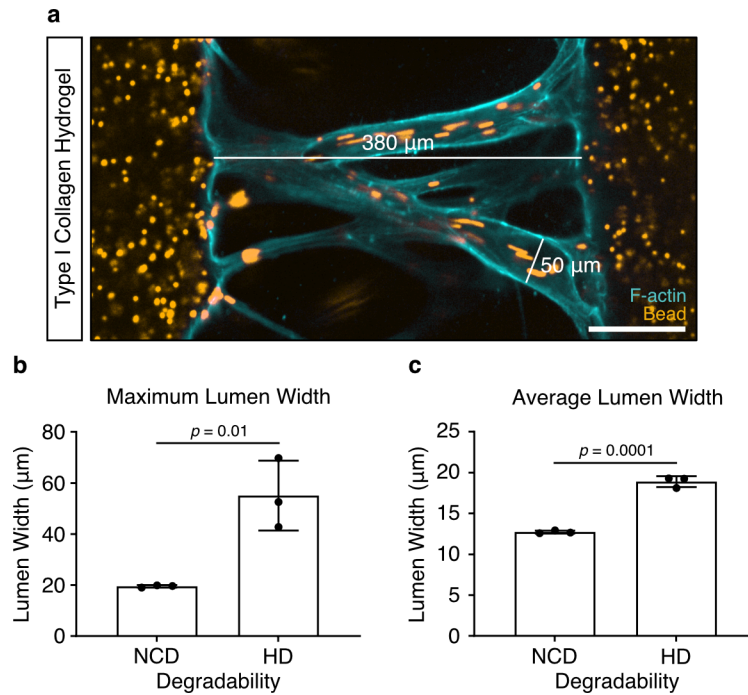 a
Type I Collagen Hydrogel
380 μm
50 μm
F-actin
Bead
b
Maximum Lumen Width
p = 0.01
Lumen Width (μm)
80
60
40
20
0
NCD
HD
Degradability
c
Average Lumen Width
p = 0.0001
Lumen Width (μm)
25
20
15
10
5
0
NCD
HD
Degradability